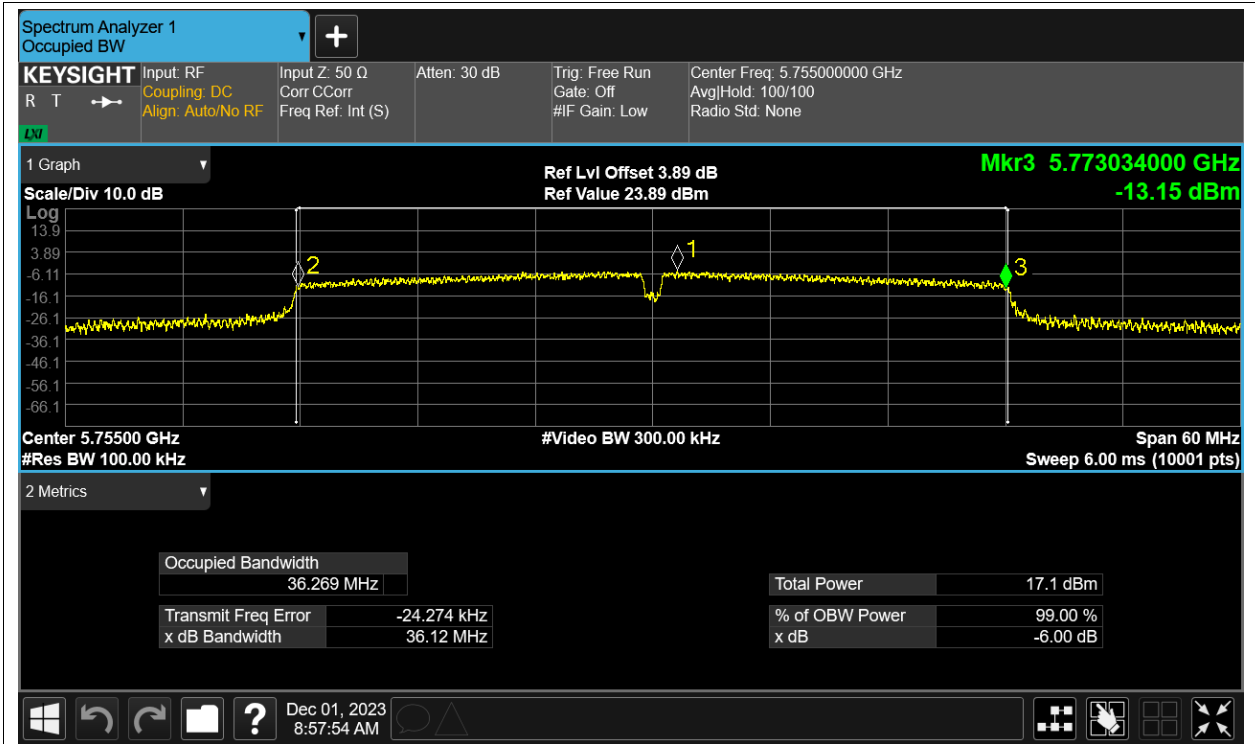 Spectrum Analyzer 1
Occupied BW
▼
+
KEYSIGHT
R T
LXI
Input: RF
Coupling: DC
Align: Auto/No RF
Input Z: 50 Ω
Corr CCorr
Freq Ref: Int (S)
Atten: 30 dB
Trig: Free Run
Gate: Off
#IF Gain: Low
Center Freq: 5.755000000 GHz
Avg|Hold: 100/100
Radio Std: None
1 Graph
▼
Scale/Div 10.0 dB
Ref Lvl Offset 3.89 dB
Ref Value 23.89 dBm
Mkr3 5.773034000 GHz
-13.15 dBm
Log
13.9
3.89
-6.11
-16.1
-26.1
-36.1
-46.1
-56.1
-66.1
2
1
3
Center 5.75500 GHz
#Res BW 100.00 kHz
#Video BW 300.00 kHz
Span 60 MHz
Sweep 6.00 ms (10001 pts)
2 Metrics
▼
Occupied Bandwidth
36.269 MHz
Transmit Freq Error -24.274 kHz
x dB Bandwidth 36.12 MHz
Total Power 17.1 dBm
% of OBW Power 99.00 %
x dB -6.00 dB
?
Dec 01, 2023
8:57:54 AM